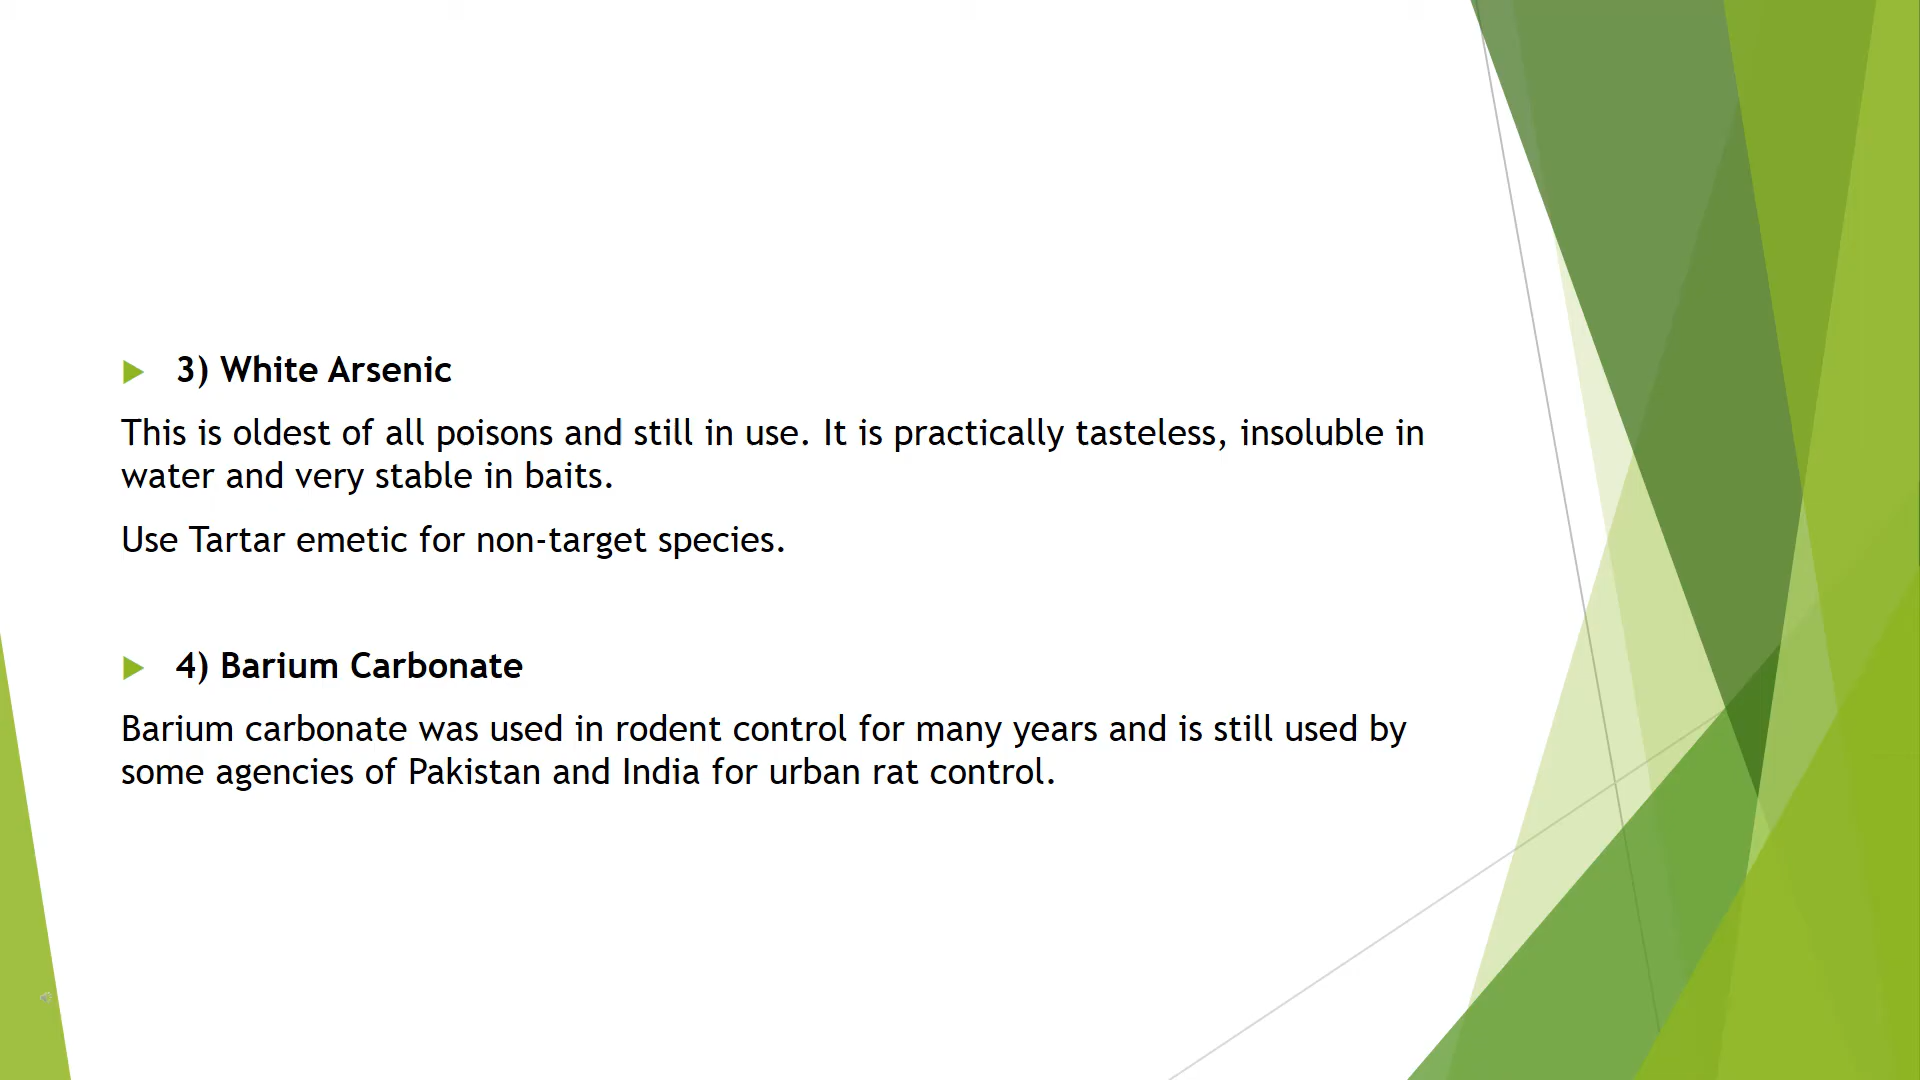 3) White Arsenic
This is oldest of all poisons and still in use. It is practically tasteless, insoluble in
water and very stable in baits.
Use Tartar emetic for non-target species.
4) Barium Carbonate
Barium carbonate was used in rodent control for many years and is still used by
some agencies of Pakistan and India for urban rat control.